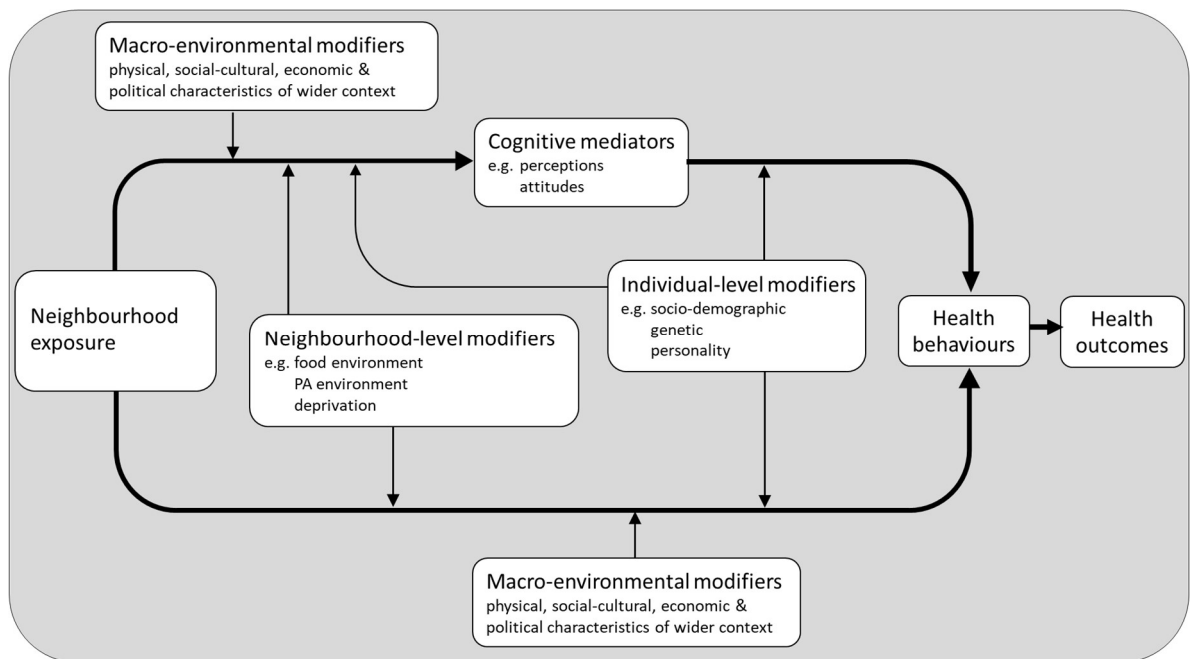 Macro-environmental modifiers
physical, social-cultural, economic &
political characteristics of wider context
Cognitive mediators
e.g. perceptions
attitudes
Neighbourhood
exposure
Neighbourhood-level modifiers
e.g. food environment
PA environment
deprivation
Individual-level modifiers
e.g. socio-demographic
genetic
personality
Health
behaviours
Health
outcomes
Macro-environmental modifiers
physical, social-cultural, economic &
political characteristics of wider context